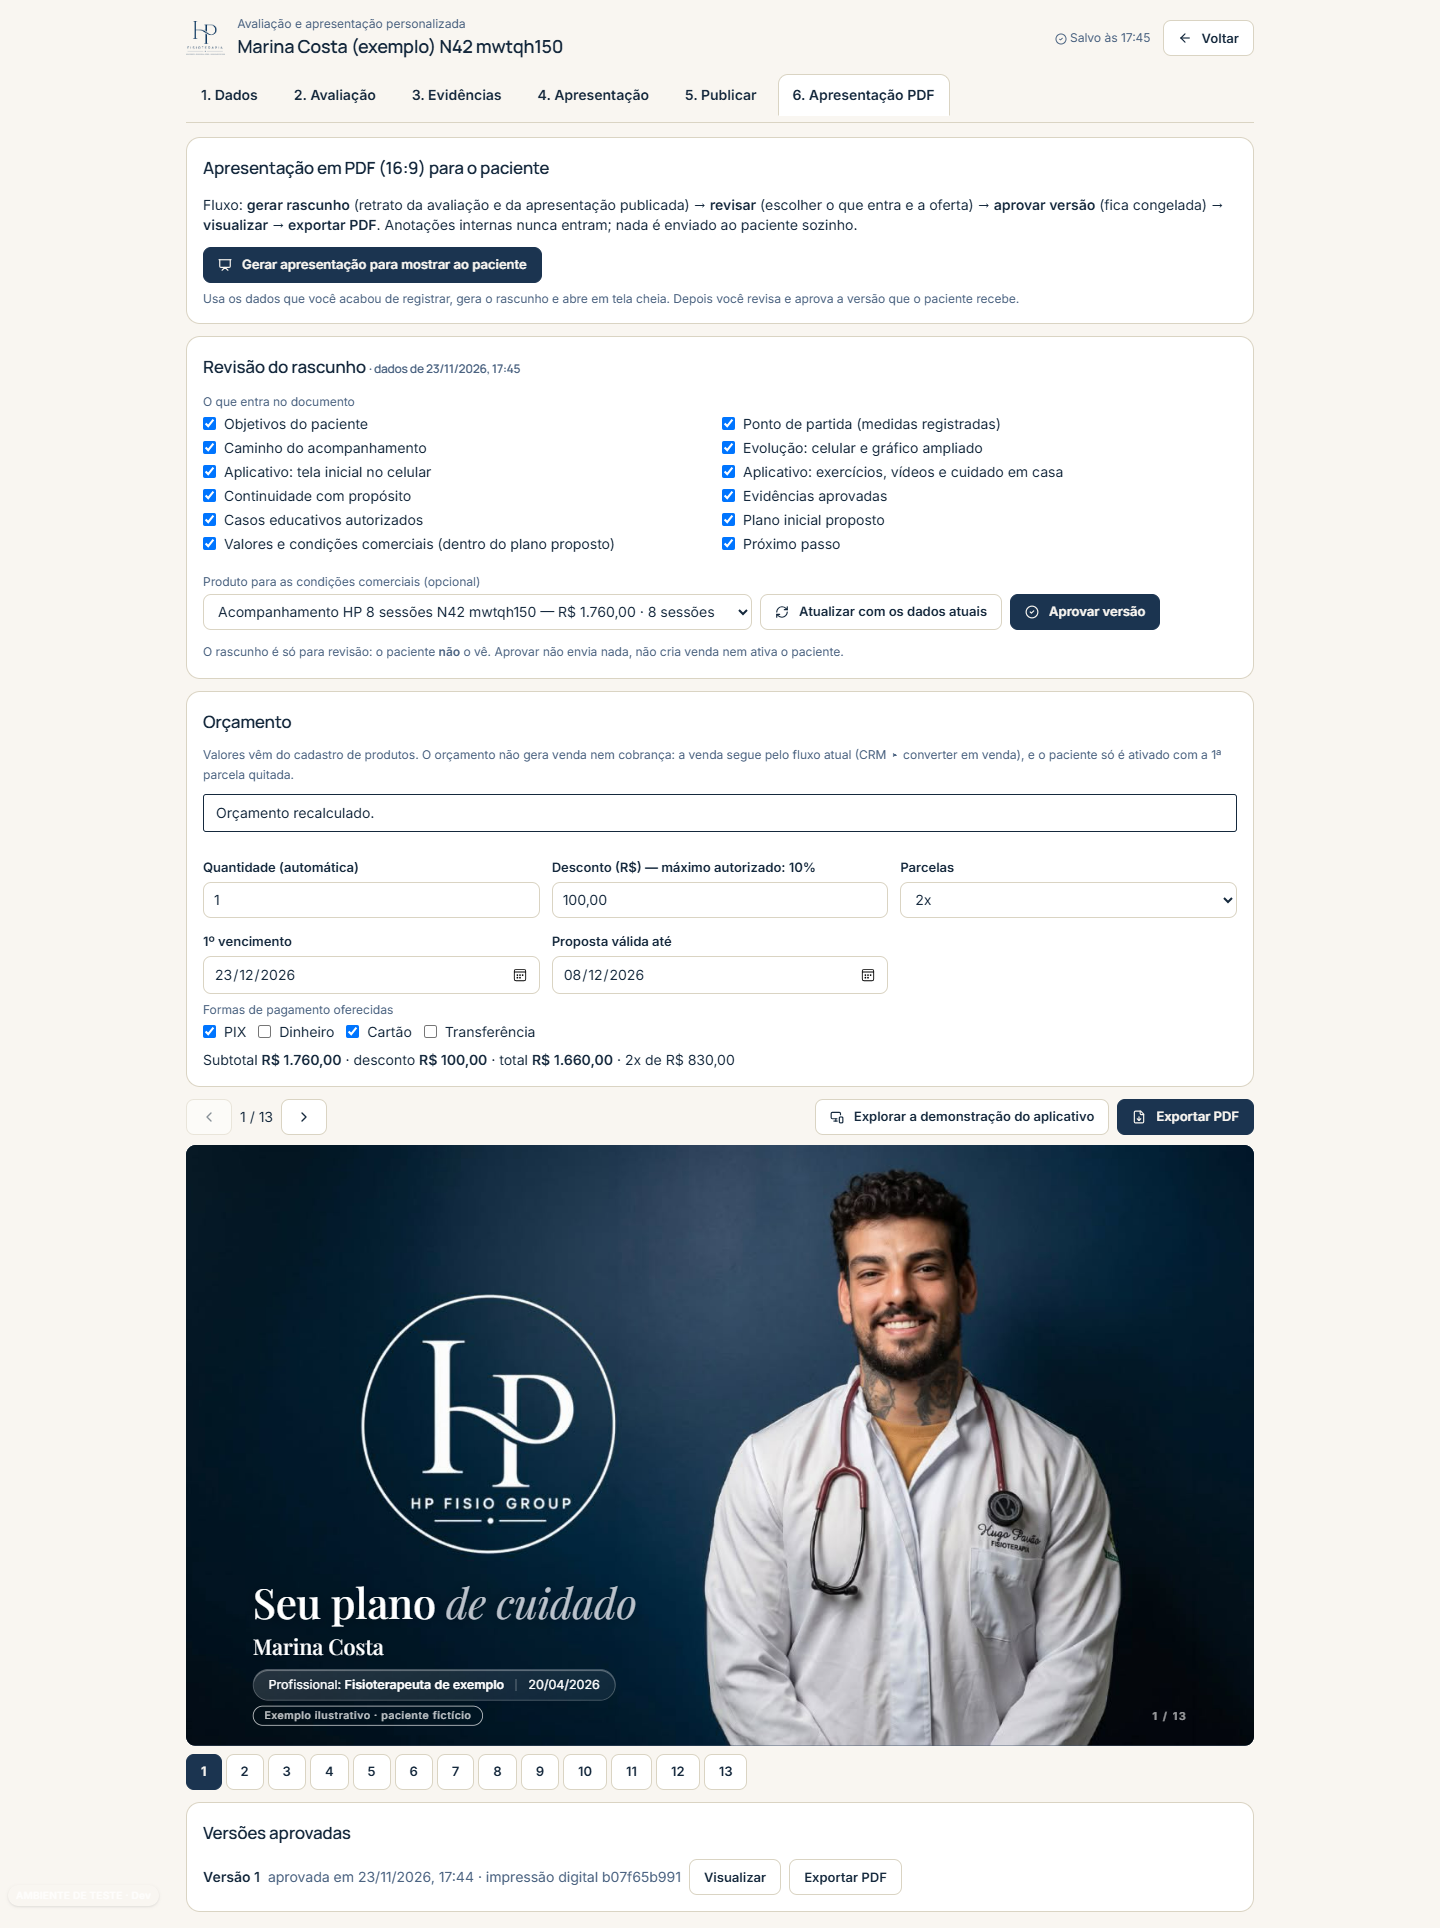 HP
FISIOTERAPIA
Avaliação e apresentação personalizada
Marina Costa (exemplo) N42 mwtqh150
Salvo às 17:45
Voltar
1. Dados
2. Avaliação
3. Evidências
4. Apresentação
5. Publicar
6. Apresentação PDF
Apresentação em PDF (16:9) para o paciente
Fluxo: gerar rascunho (retrato da avaliação e da apresentação publicada) → revisar (escolher o que entra e a oferta) → aprovar versão (fica congelada) →
visualizar → exportar PDF. Anotações internas nunca entram; nada é enviado ao paciente sozinho.
Gerar apresentação para mostrar ao paciente
Usa os dados que você acabou de registrar, gera o rascunho e abre em tela cheia. Depois você revisa e aprova a versão que o paciente recebe.
Revisão do rascunho · dados de 23/11/2026, 17:45
O que entra no documento
Objetivos do paciente
Ponto de partida (medidas registradas)
Caminho do acompanhamento
Evolução: celular e gráfico ampliado
Aplicativo: tela inicial no celular
Aplicativo: exercícios, vídeos e cuidado em casa
Continuidade com propósito
Evidências aprovadas
Casos educativos autorizados
Plano inicial proposto
Valores e condições comerciais (dentro do plano proposto)
Próximo passo
Produto para as condições comerciais (opcional)
Acompanhamento HP 8 sessões N42 mwtqh150 — R$ 1.760,00 · 8 sessões
Atualizar com os dados atuais
Aprovar versão
O rascunho é só para revisão: o paciente não o vê. Aprovar não envia nada, não cria venda nem ativa o paciente.
Orçamento
Valores vêm do cadastro de produtos. O orçamento não gera venda nem cobrança: a venda segue pelo fluxo atual (CRM ▸ converter em venda), e o paciente só é ativado com a 1ª
parcela quitada.
Orçamento recalculado.
Quantidade (automática)
Desconto (R$) — máximo autorizado: 10%
Parcelas
1
100,00
2x
1º vencimento
Proposta válida até
23/12/2026
08/12/2026
Formas de pagamento oferecidas
PIX
Dinheiro
Cartão
Transferência
Subtotal R$ 1.760,00 · desconto R$ 100,00 · total R$ 1.660,00 · 2x de R$ 830,00
1 / 13
Explorar a demonstração do aplicativo
Exportar PDF
hp
HP FISIO GROUP
Hugo Pavão
FISIOTERAPIA
Seu plano de cuidado
Marina Costa
Profissional: Fisioterapeuta de exemplo | 20/04/2026
Exemplo ilustrativo · paciente fictício
1 / 13
1
2
3
4
5
6
7
8
9
10
11
12
13
Versões aprovadas
Versão 1 aprovada em 23/11/2026, 17:44 · impressão digital b07f65b991
Visualizar
Exportar PDF
AMBIENTE DE TESTE · Dev